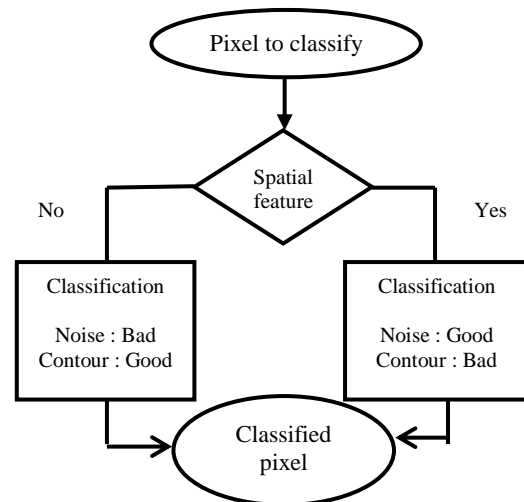 Pixel to classify
Spatial
feature
No
Yes
Classification
Noise : Bad
Contour : Good
Classification
Noise : Good
Contour : Bad
Classified
pixel